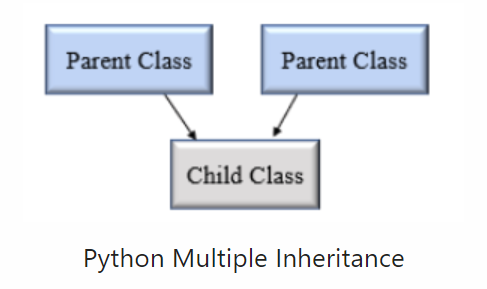 Parent Class
Parent Class
Child Class
Python Multiple Inheritance